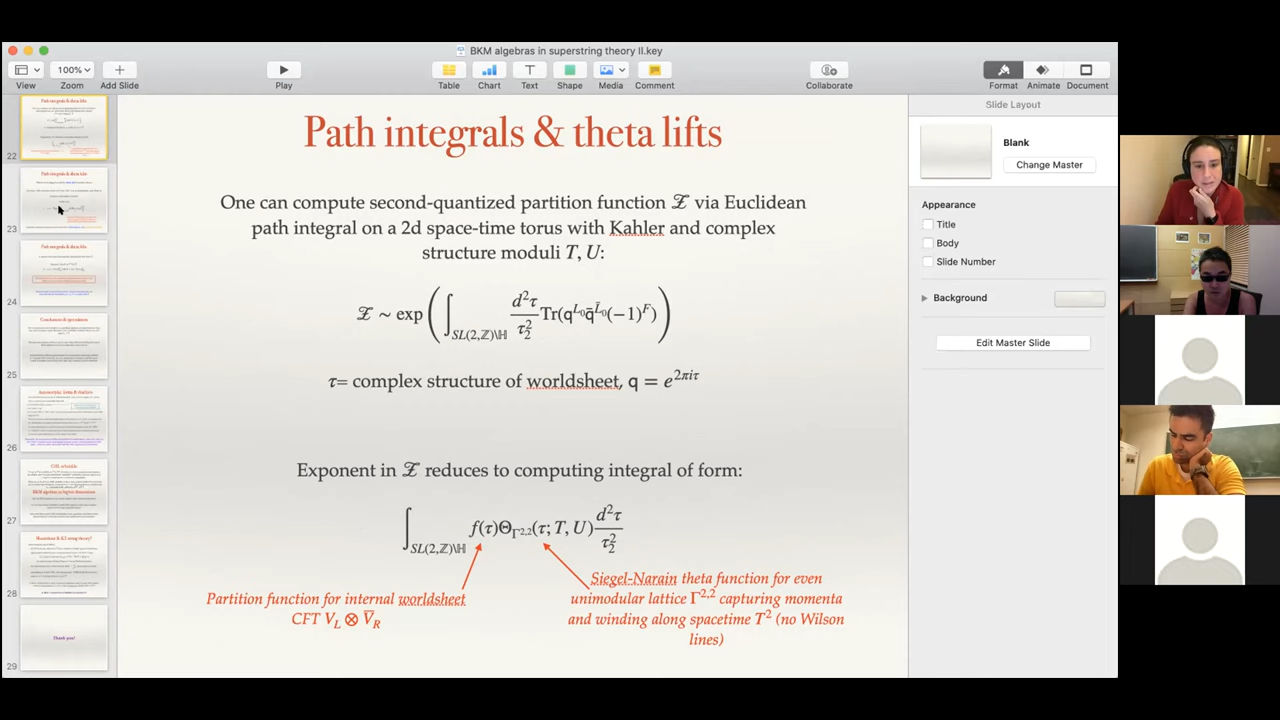 BKM algebras in superstring theory II.key
100%
View
Zoom
Add Slide
Play
Table
Chart
Text
Shape
Media
Comment
Collaborate
Format
Animate
Document
22
23
24
25
26
27
28
29
Path integrals & theta lifts
One can compute second-quantized partition function 𝒵 via Euclidean
path integral on a 2d space-time torus with Kahler and complex
structure moduli T, U:
𝒵 ~ exp ( ∫_{SL(2,ℤ)\ℍ} d²τ/τ₂² Tr(q^{L₀} q̄^{L̄₀} (−1)^F) )
τ= complex structure of worldsheet, q = e^{2πiτ}
Exponent in 𝒵 reduces to computing integral of form:
∫_{SL(2,ℤ)\ℍ} f(τ)Θ_{Γ^{2,2}}(τ; T, U) d²τ/τ₂²
Partition function for internal worldsheet
CFT V_L ⊗ V̄_R
Siegel-Narain theta function for even
unimodular lattice Γ^{2,2} capturing momenta
and winding along spacetime T² (no Wilson
lines)
Slide Layout
Blank
Change Master
Appearance
Title
Body
Slide Number
Background
Edit Master Slide
Thank you!